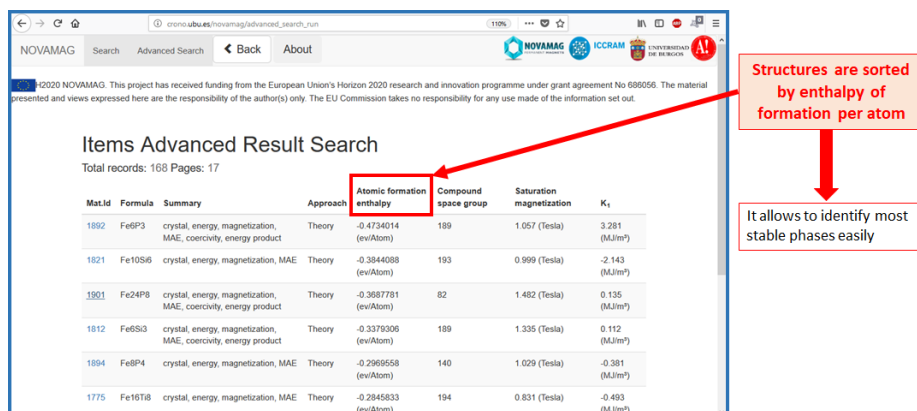 crono.ubu.es/novamag/advanced_search_run
110%
NOVAMAG Search Advanced Search Back About
NOVAMAG
ICCRAM
UNIVERSIDAD
DE BURGOS
H2020 NOVAMAG. This project has received funding from the European Union's Horizon 2020 research and innovation programme under grant agreement No 686056. The material
presented and views expressed here are the responsibility of the author(s) only. The EU Commission takes no responsibility for any use made of the information set out.
Structures are sorted
by enthalpy of
formation per atom
Items Advanced Result Search
Total records: 168 Pages: 17
It allows to identify most
stable phases easily
Atomic formation Compound Saturation
Mat.Id Formula Summary Approach enthalpy space group magnetization K₁
1892 Fe6P3 crystal, energy, magnetization, Theory -0.4734014 189 1.057 (Tesla) 3.281
MAE, coercivity, energy product (ev/Atom) (MJ/m³)
1821 Fe10Si6 crystal, energy, magnetization, MAE Theory -0.3844088 193 0.999 (Tesla) -2.143
(ev/Atom) (MJ/m³)
1901 Fe24P8 crystal, energy, magnetization, Theory -0.3687781 82 1.482 (Tesla) 0.135
MAE, coercivity, energy product (ev/Atom) (MJ/m³)
1812 Fe6Si3 crystal, energy, magnetization, Theory -0.3379306 189 1.335 (Tesla) 0.112
MAE, coercivity, energy product (ev/Atom) (MJ/m³)
1894 Fe8P4 crystal, energy, magnetization, MAE Theory -0.2969558 140 1.029 (Tesla) -0.381
(ev/Atom) (MJ/m³)
1775 Fe16Ti8 crystal, energy, magnetization, MAE Theory -0.2845833 194 0.831 (Tesla) -0.493
(ev/Atom) (MJ/m³)